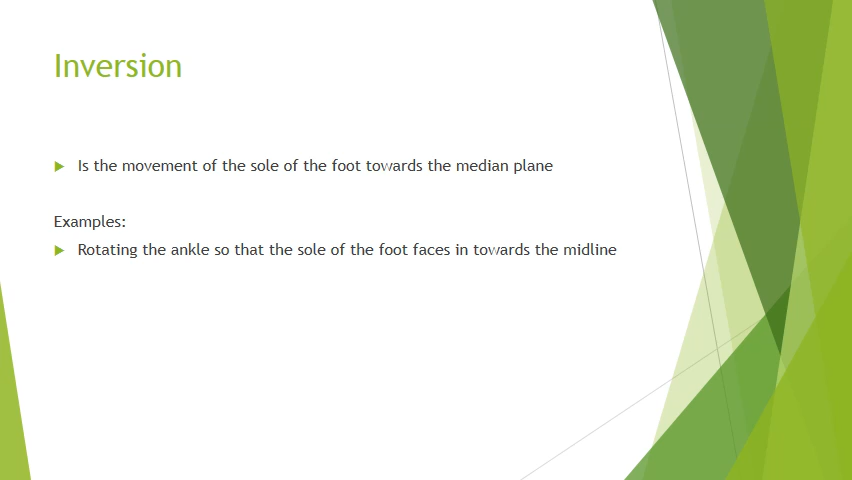 Inversion
Is the movement of the sole of the foot towards the median plane
Examples:
Rotating the ankle so that the sole of the foot faces in towards the midline